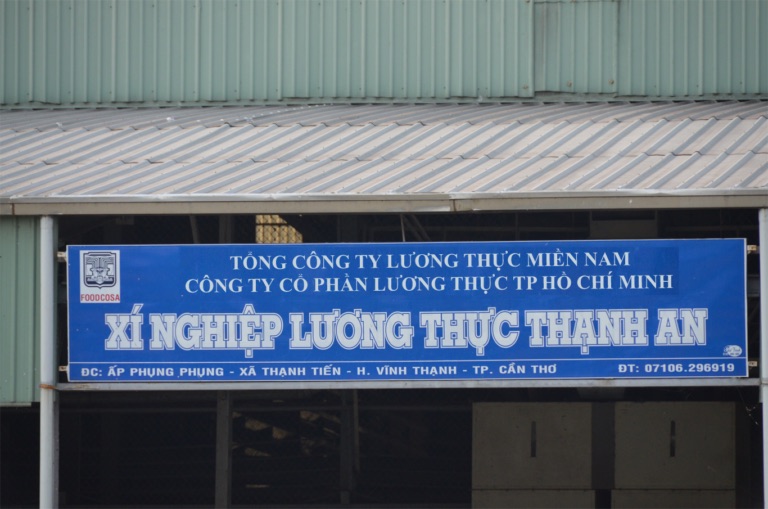 TỔNG CÔNG TY LƯƠNG THỰC MIỀN NAM
CÔNG TY CỔ PHẦN LƯƠNG THỰC TP HỒ CHÍ MINH
FOODCOSA
XÍ NGHIỆP LƯƠNG THỰC THẠNH AN
ĐC: ẤP PHỤNG PHỤNG - XÃ THẠNH TIẾN - H. VĨNH THẠNH - TP. CẦN THƠ ĐT: 07106.296919